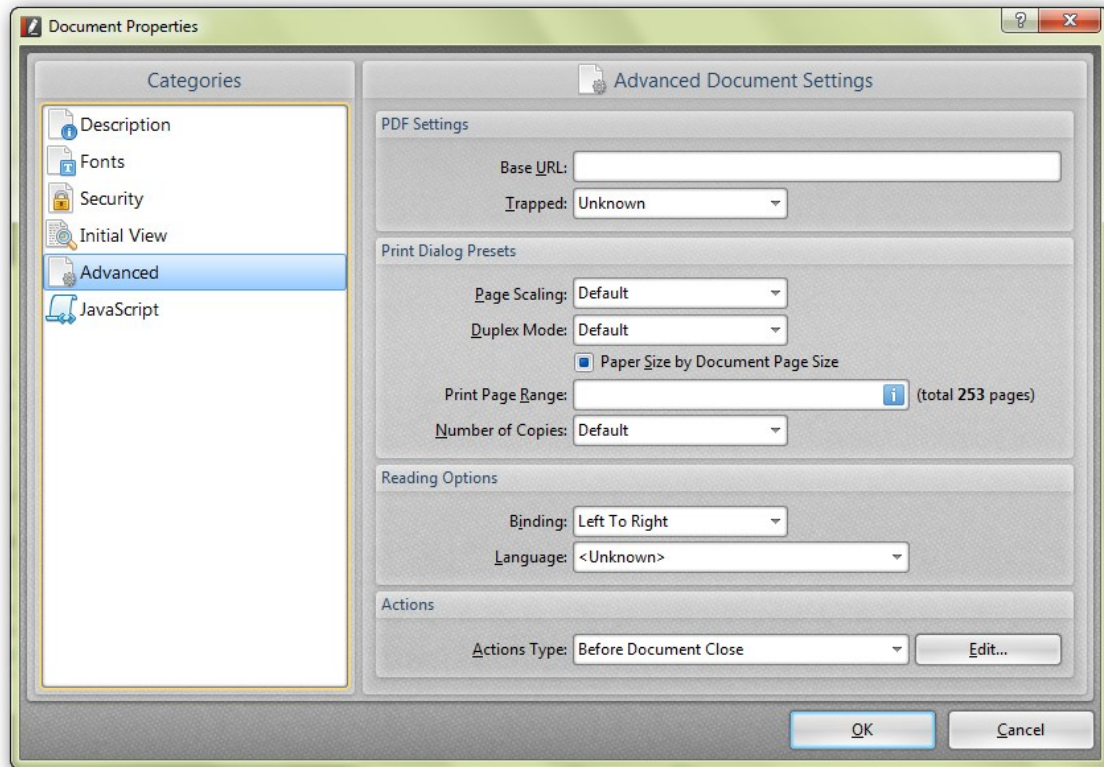 Document Properties
Categories
Description
Fonts
Security
Initial View
Advanced
JavaScript
Advanced Document Settings
PDF Settings
Base URL:
Trapped: Unknown
Print Dialog Presets
Page Scaling: Default
Duplex Mode: Default
Paper Size by Document Page Size
Print Page Range: (total 253 pages)
Number of Copies: Default
Reading Options
Binding: Left To Right
Language: <Unknown>
Actions
Actions Type: Before Document Close Edit...
OK Cancel